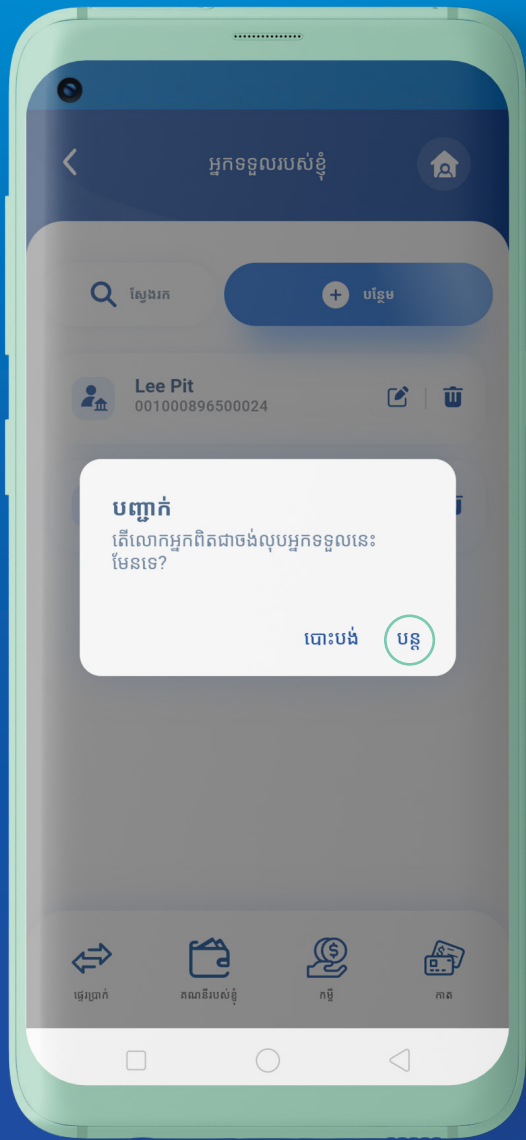 អ្នកទទួលរបស់ខ្ញុំ
ស្វែងរក
បន្ថែម
Lee Pit
001000896500024
បញ្ជាក់
តើលោកអ្នកពិតជាចង់លុបអ្នកទទួលនេះ
មែនទេ?
បោះបង់ បន្ត
ផ្ទេរប្រាក់ គណនីរបស់ខ្ញុំ កម្ចី កាត